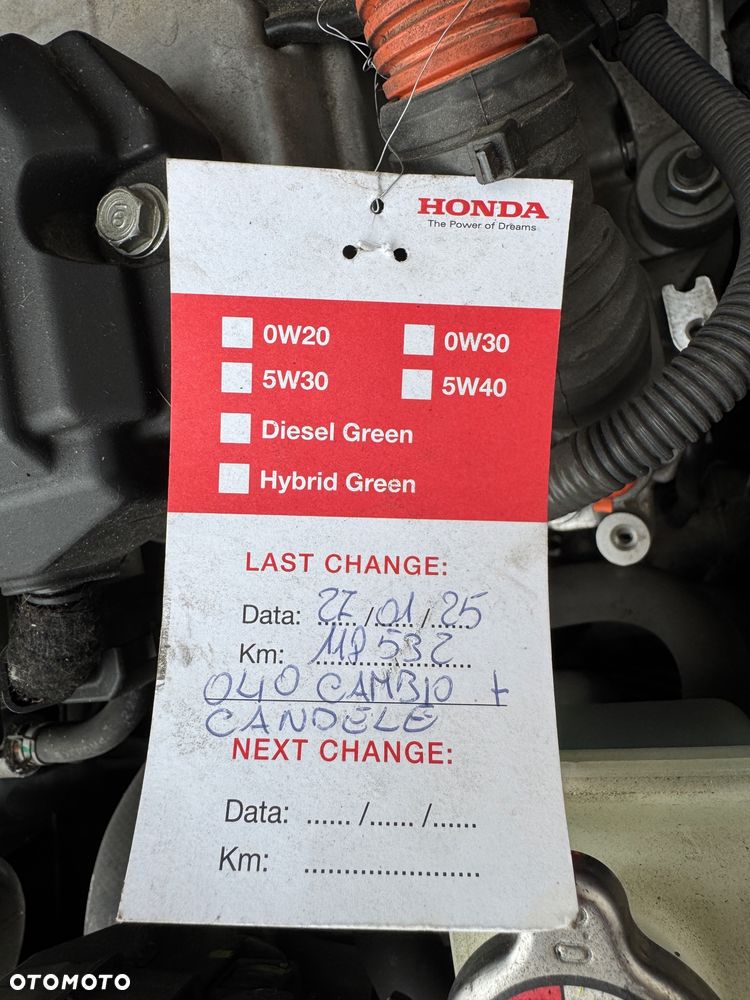 HONDA
The Power of Dreams
0W20 0W30
5W30 5W40
Diesel Green
Hybrid Green
LAST CHANGE:
Data: 27/01/25
Km: 118532
OLIO CAMBIO +
CANDELE
NEXT CHANGE:
Data: ...... /...... /......
Km: ........................
OTOMOTO